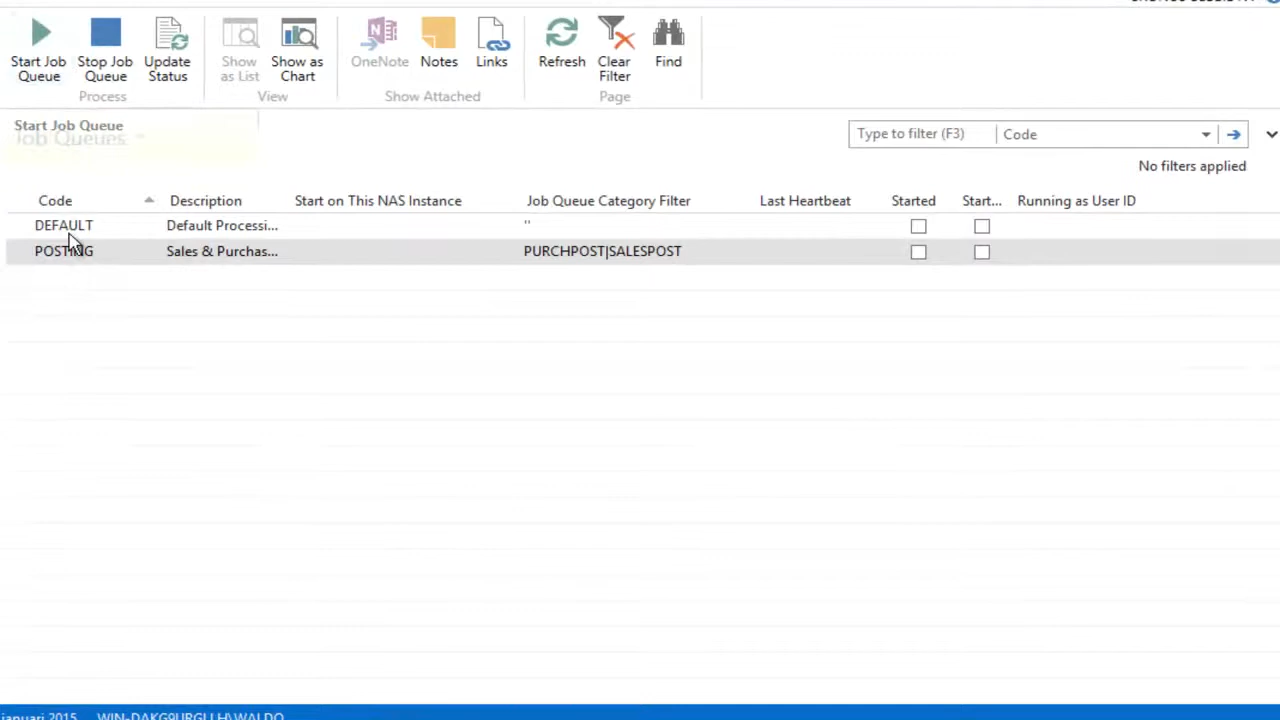 Start Job Queue
Stop Job Queue
Update Status
Show as List
Show as Chart
OneNote
Notes
Links
Refresh
Clear Filter
Find
Process
View
Show Attached
Page
Start Job Queue
Job Queues
Type to filter (F3)
Code
No filters applied
Code Description Start on This NAS Instance Job Queue Category Filter Last Heartbeat Started Start... Running as User ID
DEFAULT Default Processi... ''
POSTING Sales & Purchas... PURCHPOST|SALESPOST
januari 2015